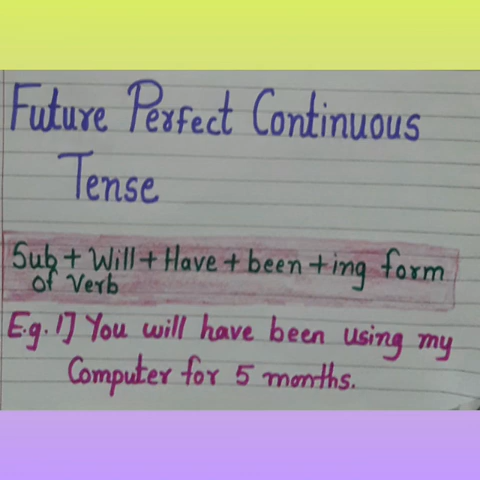 Future Perfect Continuous
Tense
Sub + Will + Have + been + ing form
of Verb
E.g. 1] You will have been using my
Computer for 5 months.